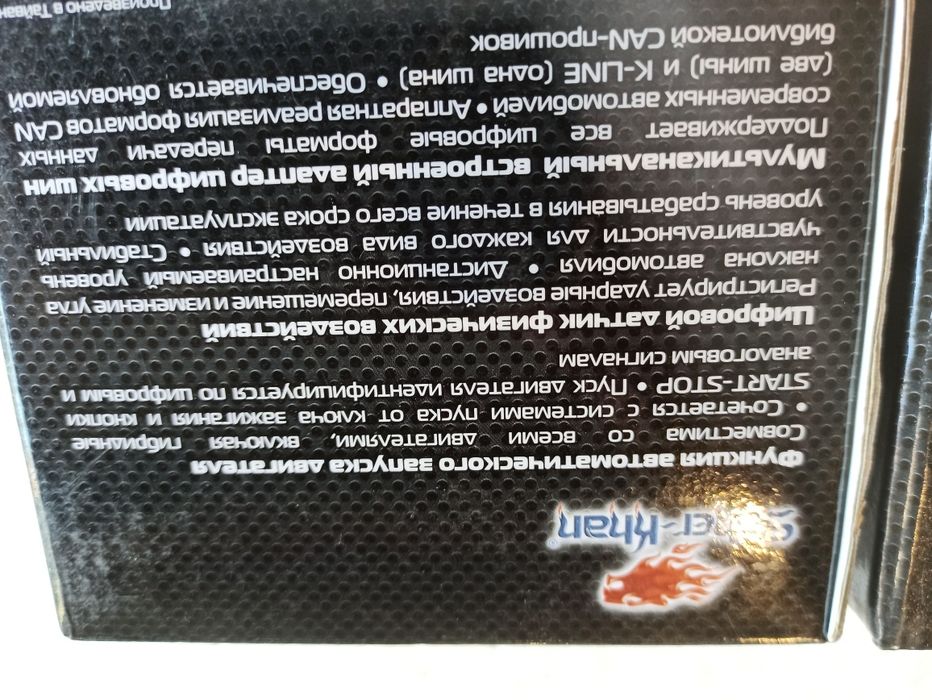 Scher-Khan®
Функция автоматического запуска двигателя
Совместима со всеми двигателями, включая гибридные
• Сочетается с системами пуска от ключа зажигания и кнопки
START-STOP • Пуск двигателя идентифицируется по цифровым и
аналоговым сигналам
Цифровой датчик физических воздействий
Регистрирует ударные воздействия, перемещение и изменение угла
наклона автомобиля • Дистанционно настраиваемый уровень
чувствительности для каждого вида воздействия • Стабильный
уровень срабатывания в течение всего срока эксплуатации
Мультиканальный встроенный адаптер цифровых шин
Поддерживает все цифровые форматы передачи данных
современных автомобилей • Аппаратная реализация форматов CAN
(две шины) и K-LINE (одна шина) • Обеспечивается обновляемой
библиотекой CAN-прошивок
Произведено в Тайван